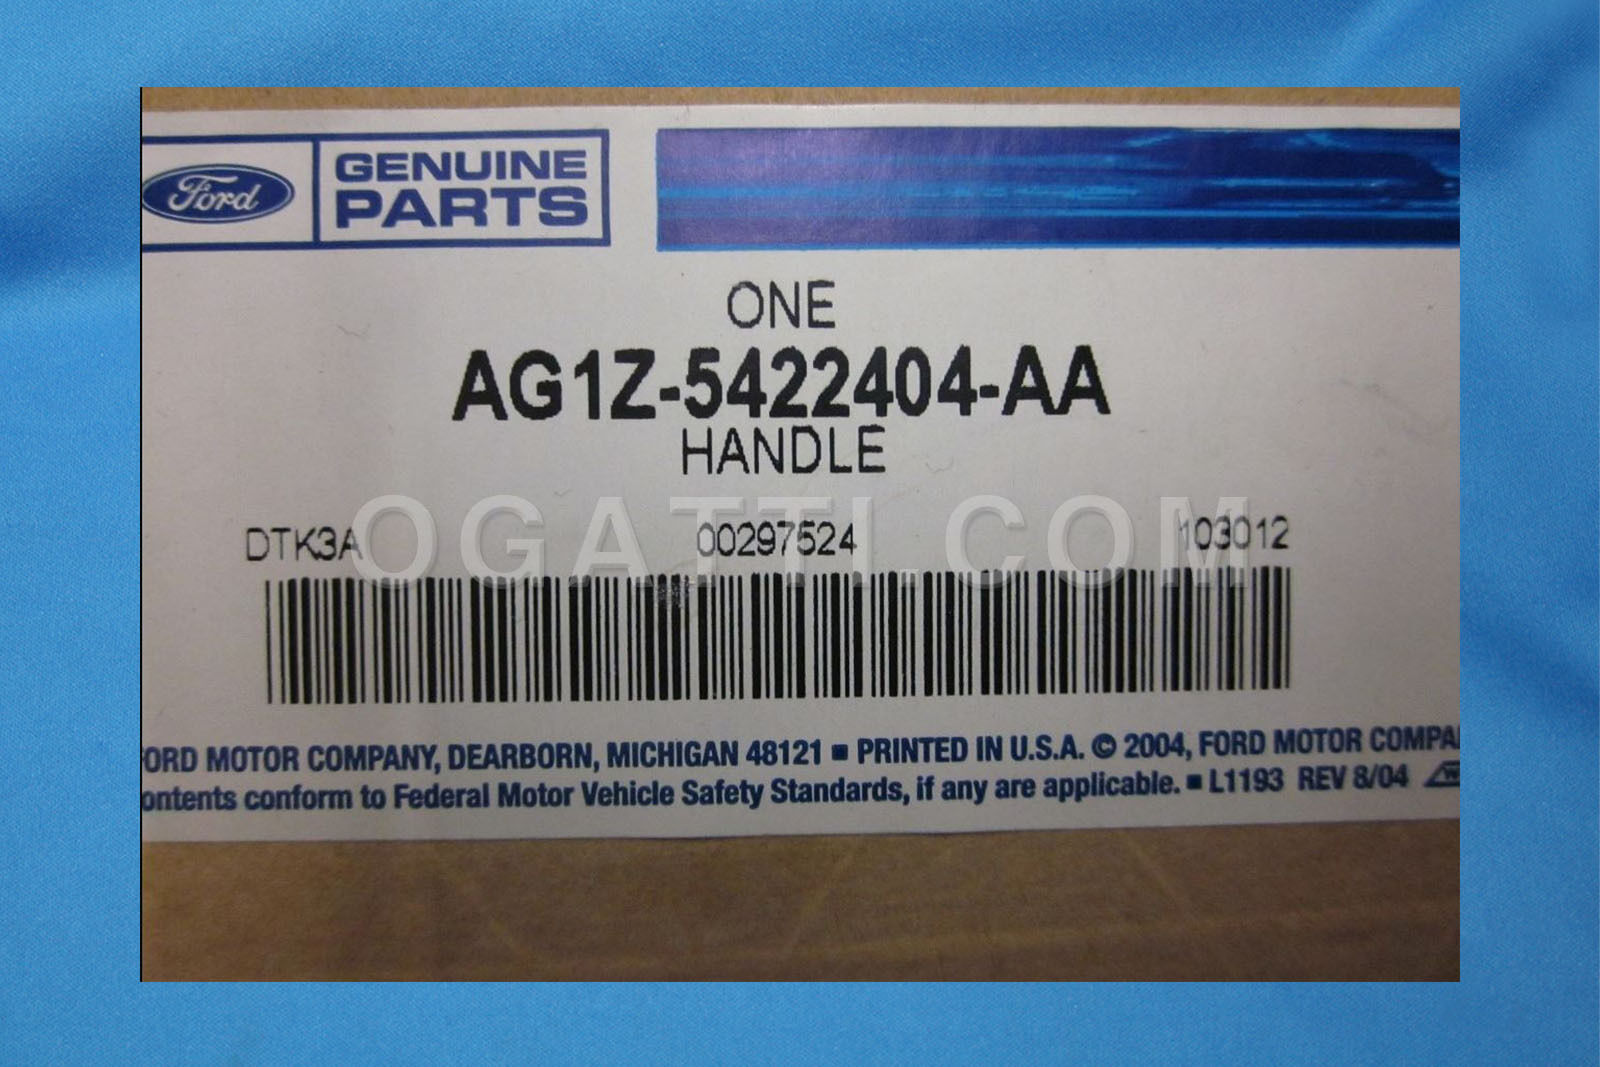 Ford
GENUINE
PARTS
ONE
AG1Z-5422404-AA
HANDLE
DTK3A 00297524 103012
OGATTI.COM
FORD MOTOR COMPANY, DEARBORN, MICHIGAN 48121 ▪ PRINTED IN U.S.A. © 2004, FORD MOTOR COMPA
ontents conform to Federal Motor Vehicle Safety Standards, if any are applicable. ▪ L1193 REV 8/04